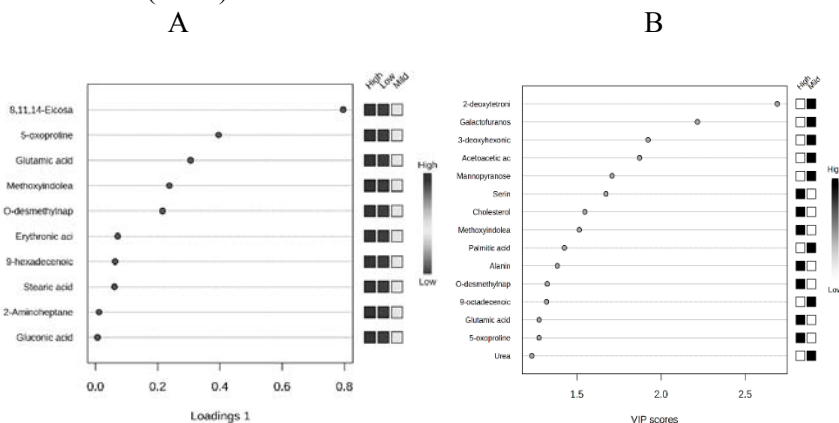 A
B
High Low Mild
8,11,14-Eicosa
5-oxoproline
Glutamic acid
Methoxyindolea
O-desmethylnap
Erythronic aci
9-hexadecenoic
Stearic acid
2-Aminoheptane
Gluconic acid
High
Low
0.0 0.2 0.4 0.6 0.8
Loadings 1
High Mild
2-deoxytetroni
Galactofuranos
3-deoxyhexonic
Acetoacetic ac
Mannopyranose
Serin
Cholesterol
Methoxyindolea
Palmitic acid
Alanin
O-desmethylnap
9-octadecenoic
Glutamic acid
5-oxoproline
Urea
Low
1.5 2.0 2.5
VIP scores